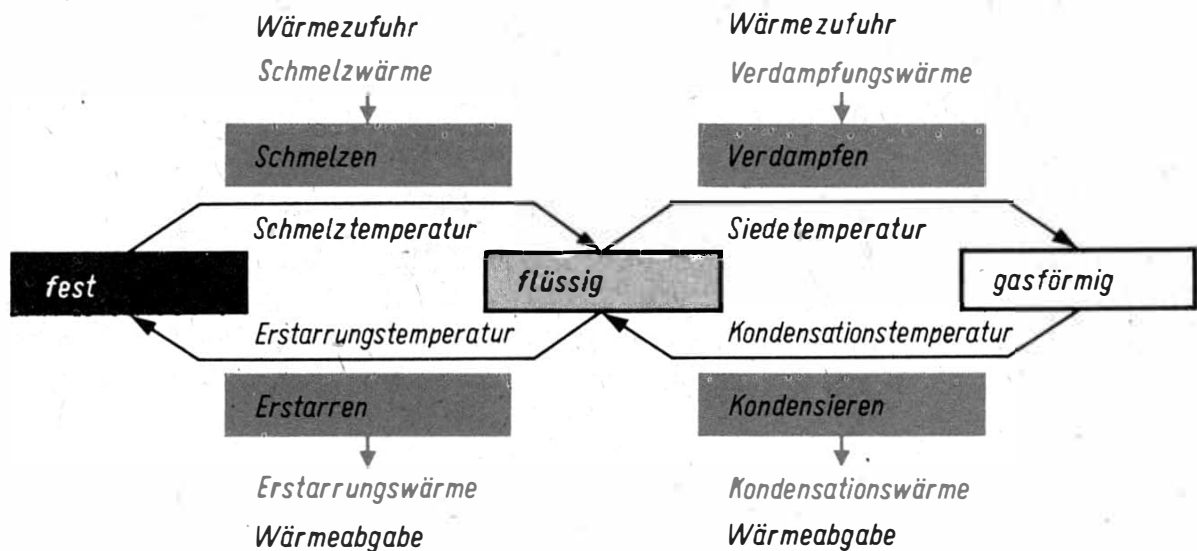 Wärmezufuhr
Wärmezufuhr
Schmelzwärme
Verdampfungswärme
Schmelzen
Verdampfen
Schmelztemperatur
Siedetemperatur
fest
flüssig
gasförmig
Erstarrungstemperatur
Kondensationstemperatur
Erstarren
Kondensieren
Erstarrungswärme
Kondensationswärme
Wärmeabgabe
Wärmeabgabe